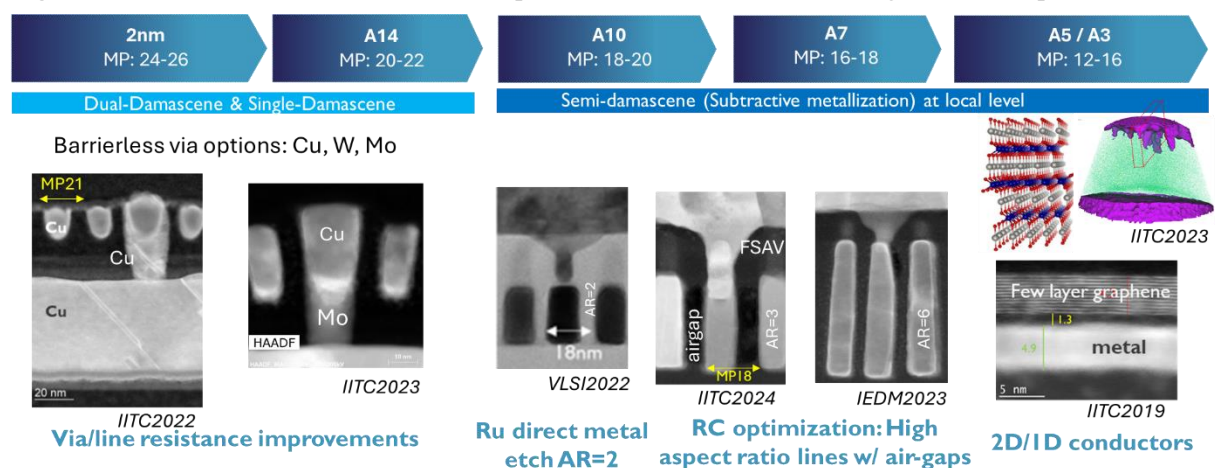 2nm
MP: 24-26
A14
MP: 20-22
A10
MP: 18-20
A7
MP: 16-18
A5 / A3
MP: 12-16
Dual-Damascene & Single-Damascene
Semi-damascene (Subtractive metallization) at local level
Barrierless via options: Cu, W, Mo
MP21
Cu
Cu
Cu
20 nm
IITC2022
Cu
Mo
HAADF
IITC2023
AR=2
18nm
VLSI2022
FSAV
airgap
AR=3
MP18
IITC2024
AR=6
IEDM2023
IITC2023
Few layer graphene
1.3
4.9
metal
5 nm
IITC2019
Via/line resistance improvements
Ru direct metal
etch AR=2
RC optimization: High
aspect ratio lines w/ air-gaps
2D/1D conductors